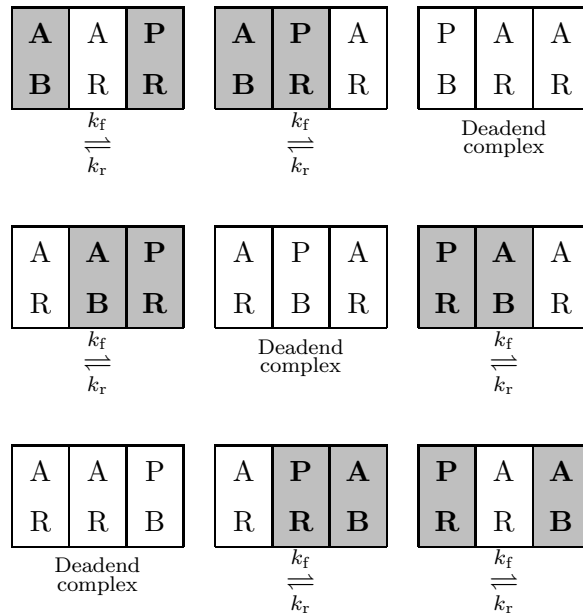 A A P A P A P A A
B R R B R R B R R
k_f k_f Deadend
⇌ ⇌ complex
k_r k_r
A A P A P A P A A
R B R R B R R B R
k_f Deadend k_f
⇌ complex ⇌
k_r k_r
A A P A P A P A A
R R B R R B R R B
Deadend k_f k_f
complex ⇌ ⇌
k_r k_r